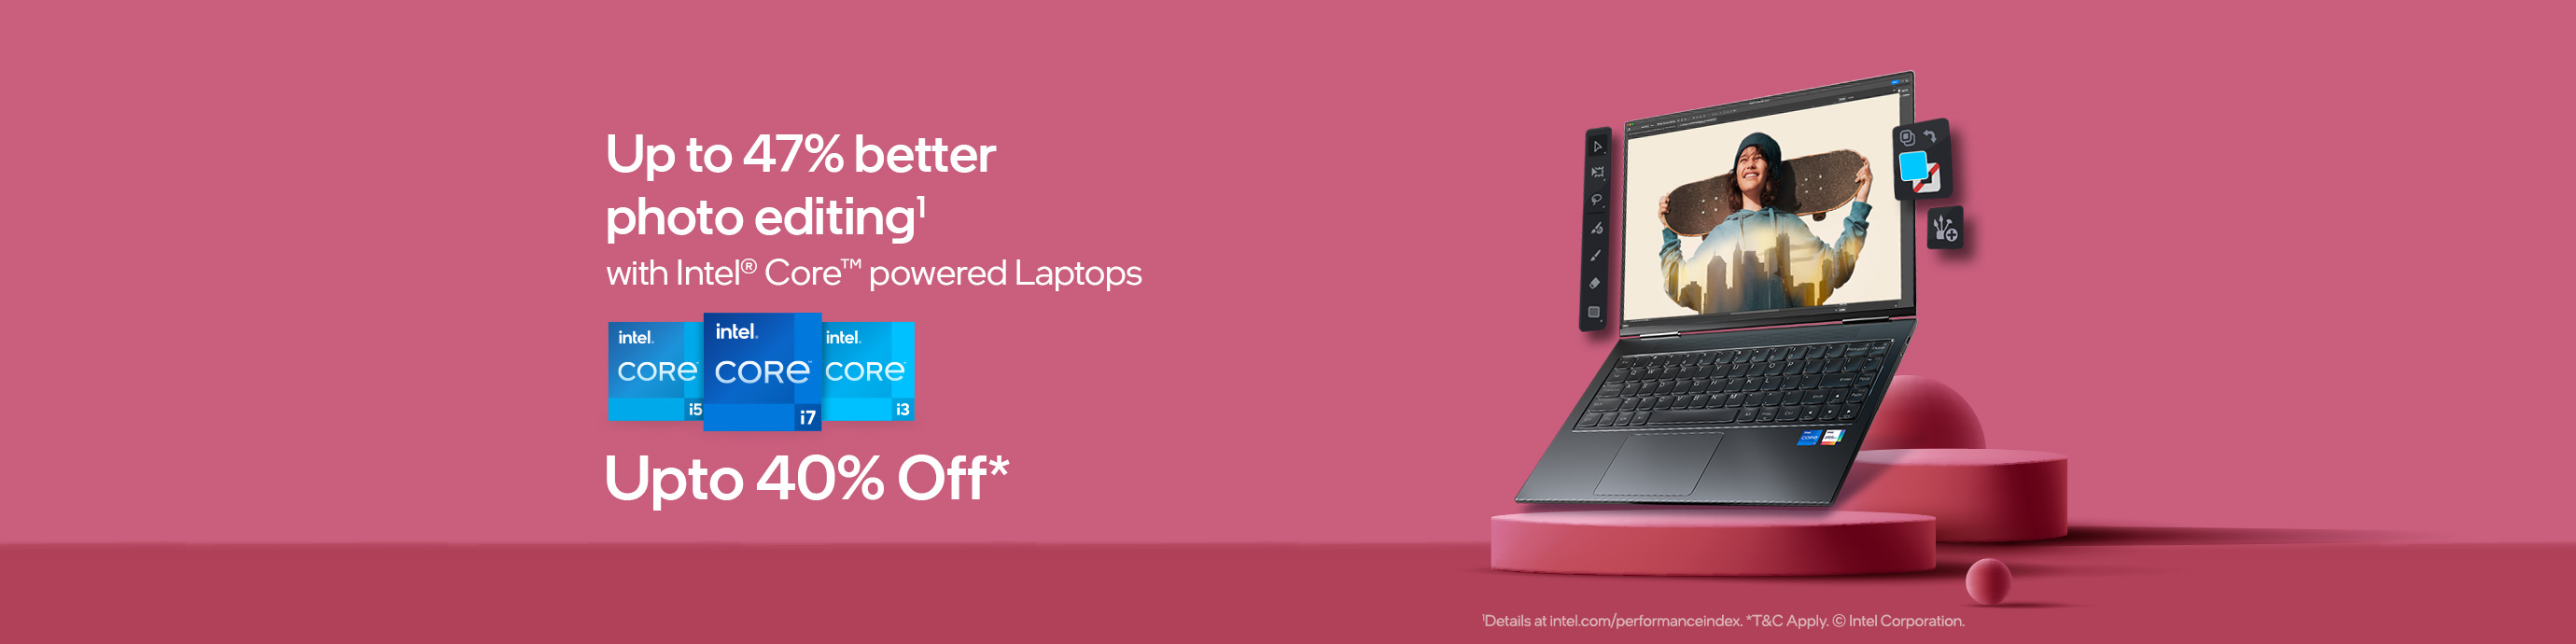 Up to 47% better
photo editing¹
with Intel® Core™ powered Laptops
intel.
CORE
i5
intel.
CORE™
i7
intel.
CORE
i3
Upto 40% Off*
¹Details at intel.com/performanceindex. *T&C Apply. © Intel Corporation.